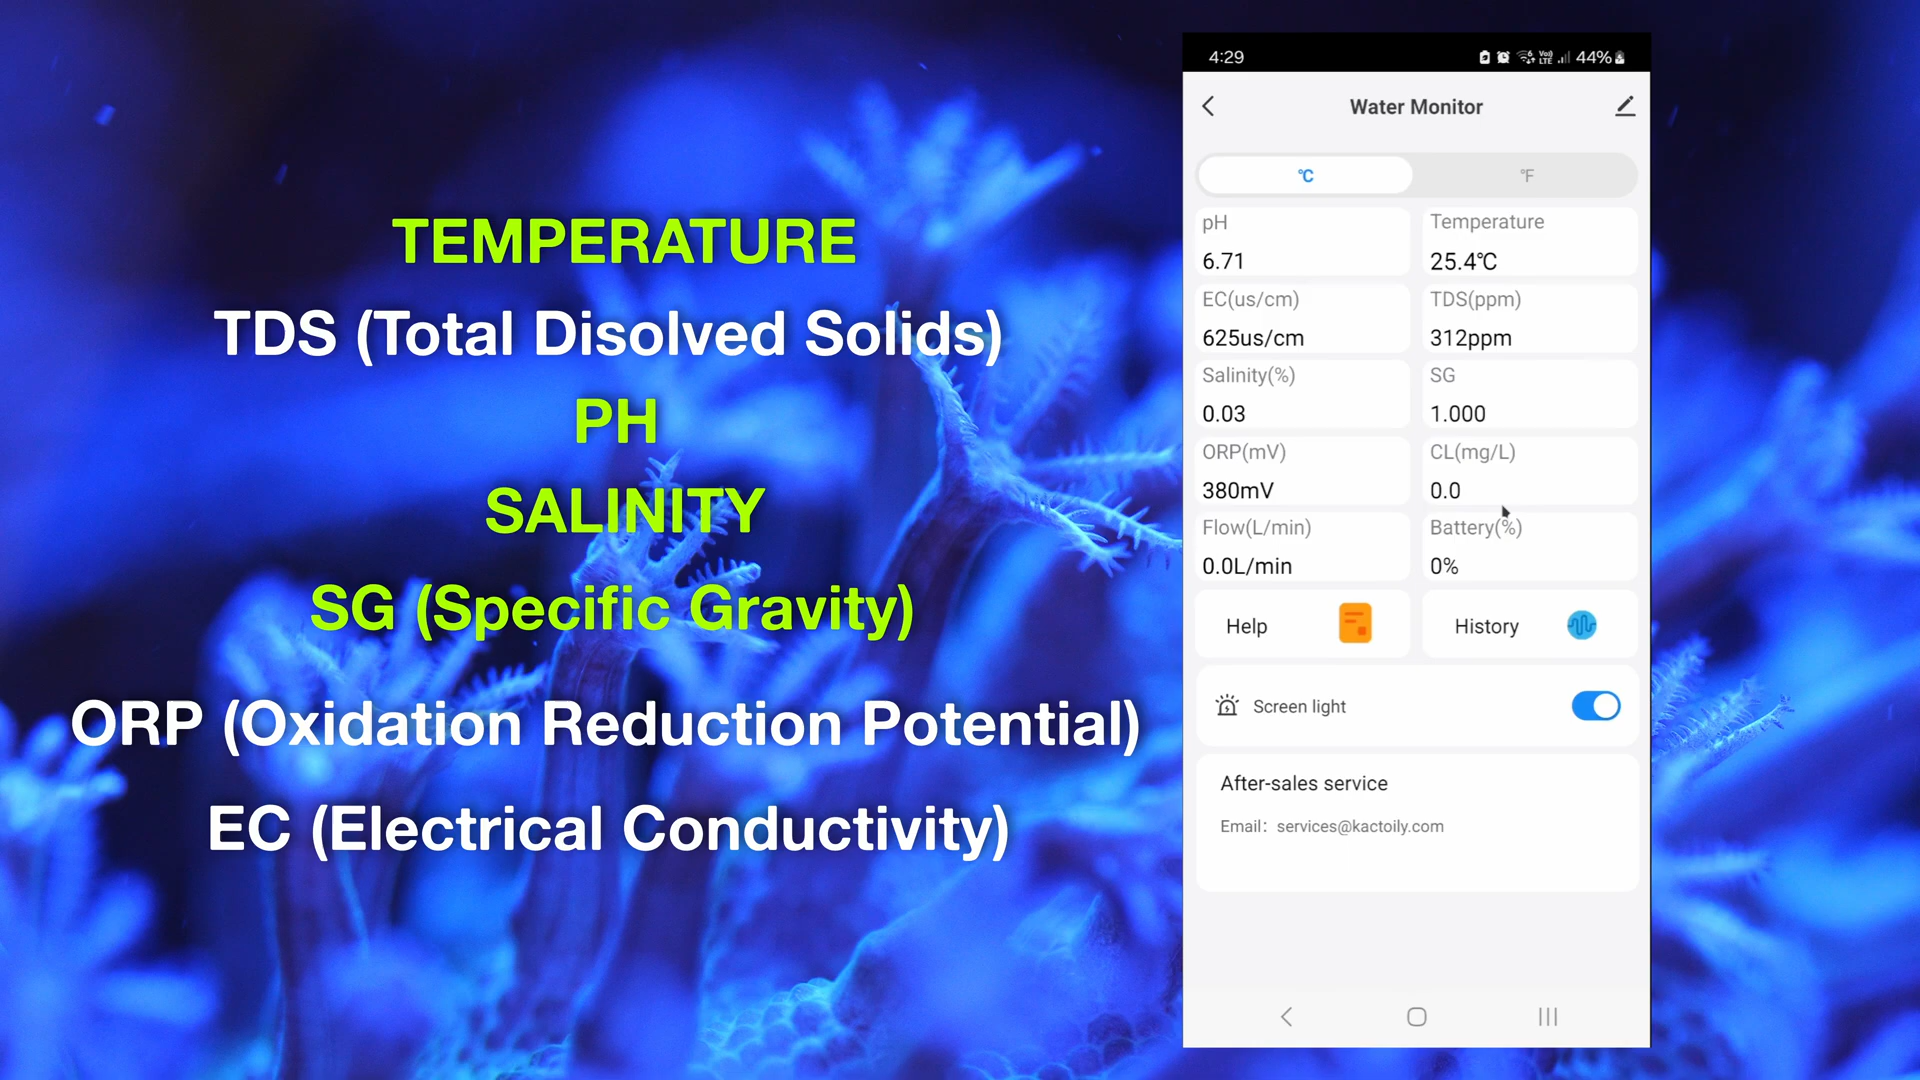 TEMPERATURE
TDS (Total Disolved Solids)
PH
SALINITY
SG (Specific Gravity)
ORP (Oxidation Reduction Potential)
EC (Electrical Conductivity)
4:29
Vo)) LTE 44%
Water Monitor
℃ ℉
pH Temperature
6.71 25.4℃
EC(us/cm) TDS(ppm)
625us/cm 312ppm
Salinity(%) SG
0.03 1.000
ORP(mV) CL(mg/L)
380mV 0.0
Flow(L/min) Battery(%)
0.0L/min 0%
Help History
Screen light
After-sales service
Email: services@kactoily.com